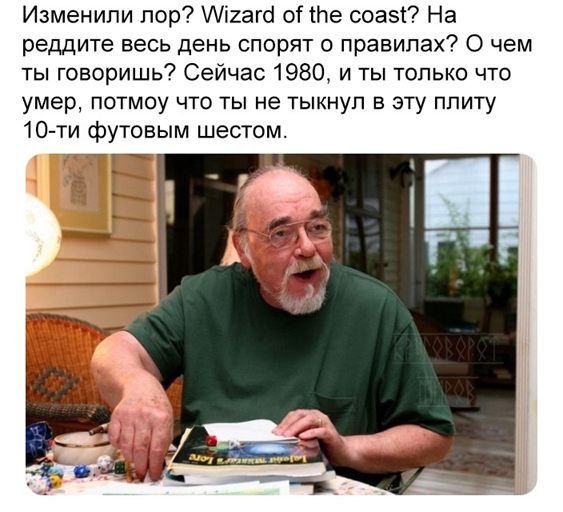 Изменили лор? Wizard of the coast? На
реддите весь день спорят о правилах? О чем
ты говоришь? Сейчас 1980, и ты только что
умер, потмоу что ты не тыкнул в эту плиту
10-ти футовым шестом.